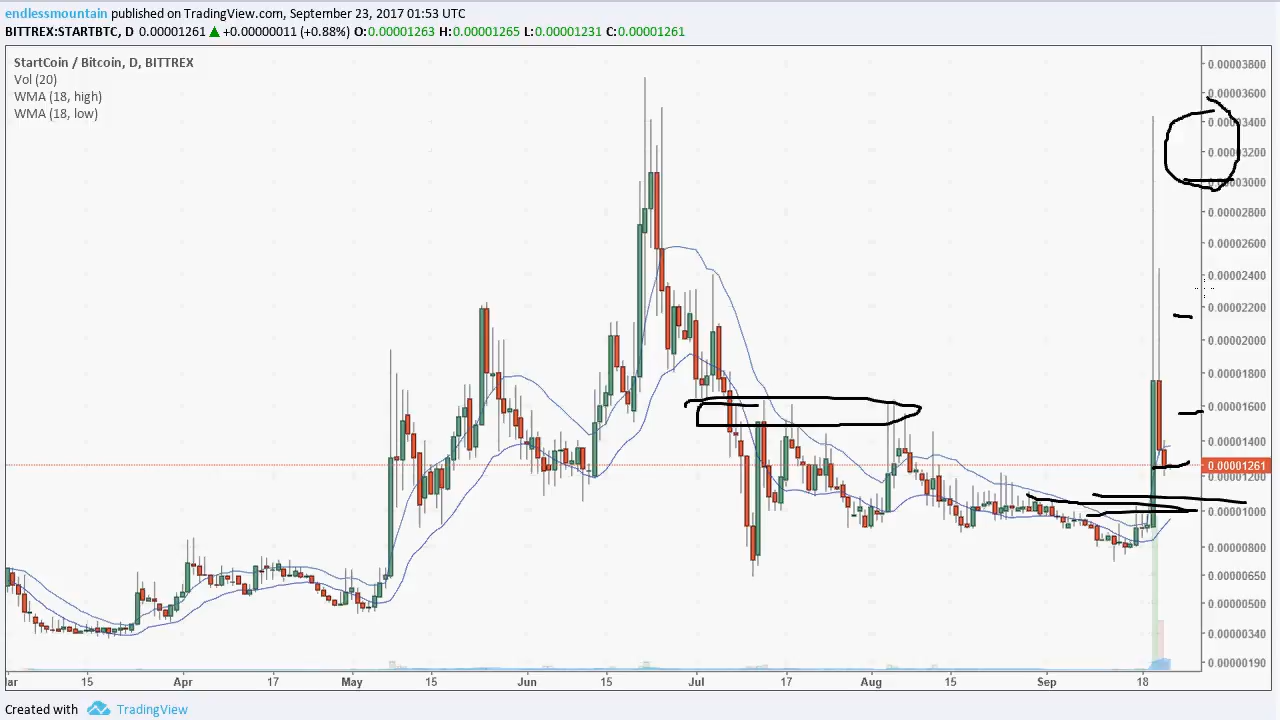 endlessmountain published on TradingView.com, September 23, 2017 01:53 UTC
BITTREX:STARTBTC, D 0.00001261 ▲ +0.00000011 (+0.88%) O:0.00001263 H:0.00001265 L:0.00001231 C:0.00001261
StartCoin / Bitcoin, D, BITTREX
Vol (20)
WMA (18, high)
WMA (18, low)
0.00003800
0.00003600
0.00003400
0.00003200
0.00003000
0.00002800
0.00002600
0.00002400
0.00002200
0.00002000
0.00001800
0.00001600
0.00001400
0.00001261
0.00001200
0.00001000
0.00000800
0.00000650
0.00000500
0.00000340
0.00000190
ar 15 Apr 17 May 15 Jun 15 Jul 17 Aug 15 Sep 18
Created with TradingView